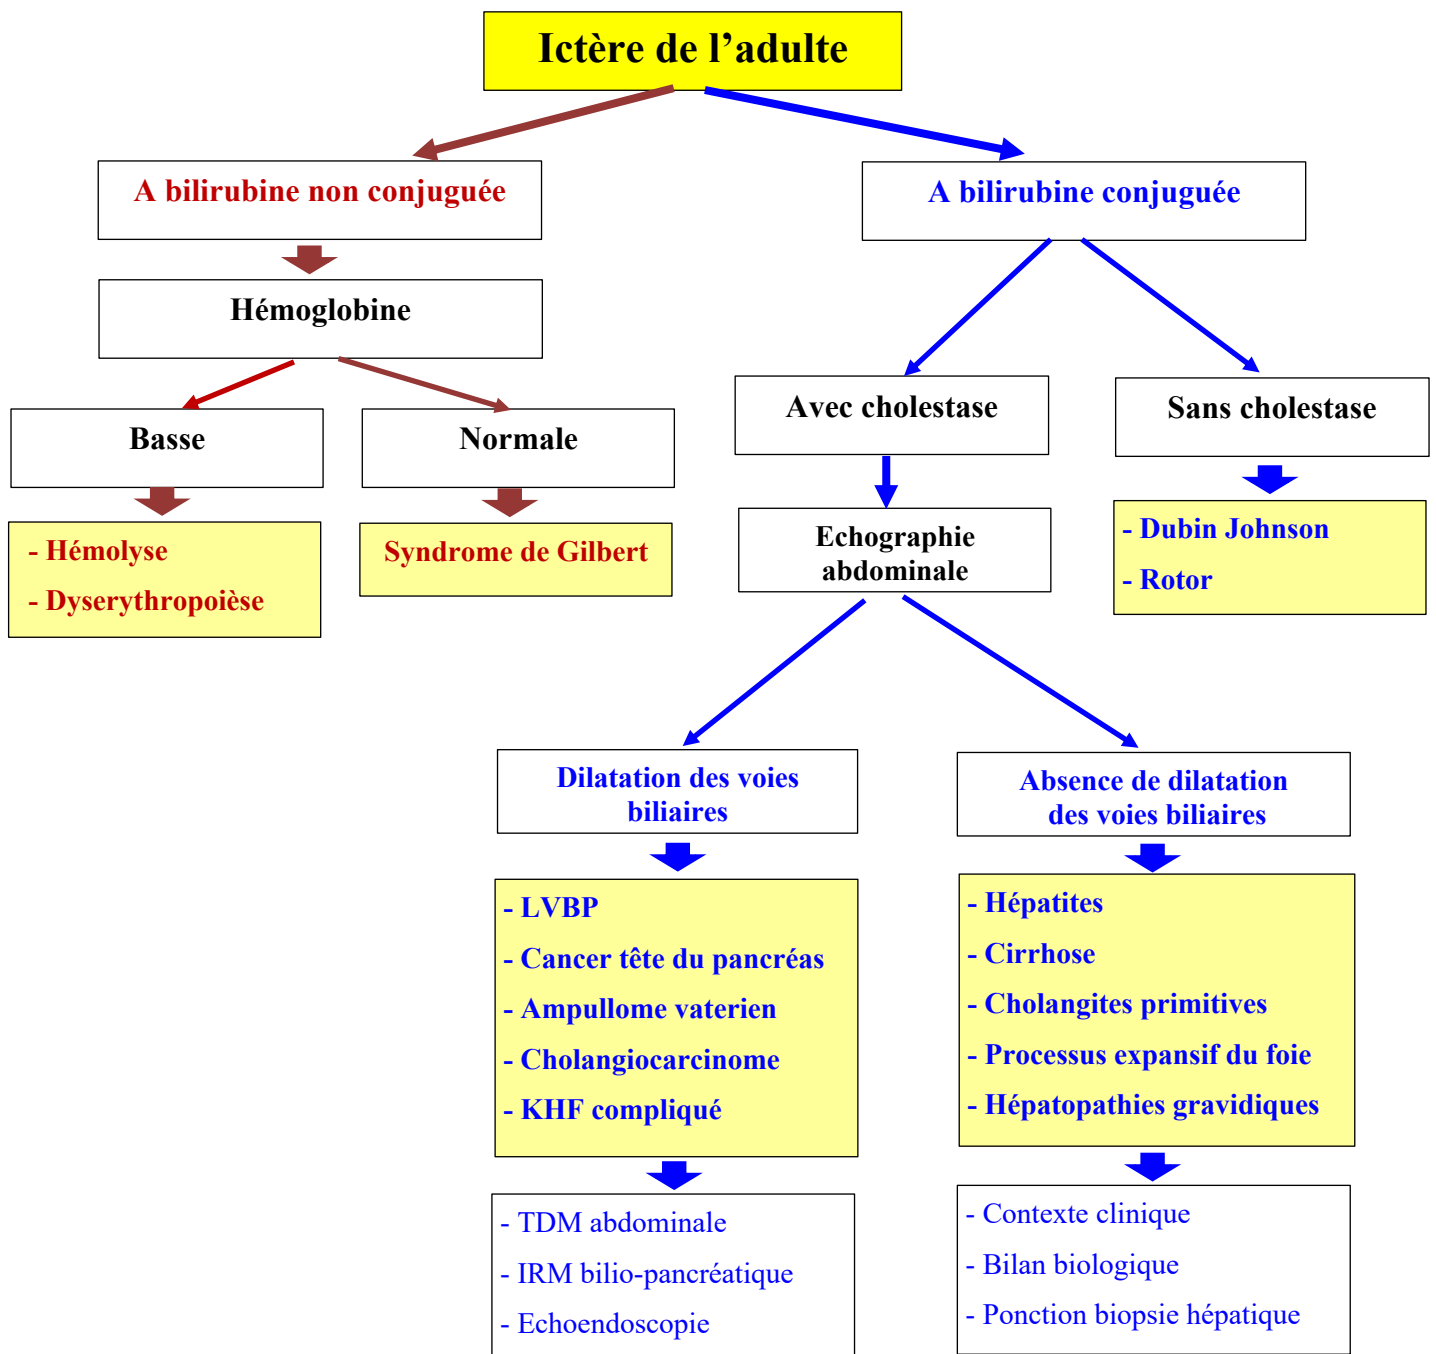 Ictère de l’adulte
A bilirubine non conjuguée
A bilirubine conjuguée
Hémoglobine
Avec cholestase
Sans cholestase
Basse
Normale
- Hémolyse
- Dyserythropoièse
Syndrome de Gilbert
Echographie
abdominale
- Dubin Johnson
- Rotor
Dilatation des voies
biliaires
Absence de dilatation
des voies biliaires
- LVBP
- Cancer tête du pancréas
- Ampullome vaterien
- Cholangiocarcinome
- KHF compliqué
- Hépatites
- Cirrhose
- Cholangites primitives
- Processus expansif du foie
- Hépatopathies gravidiques
- TDM abdominale
- IRM bilio-pancréatique
- Echoendoscopie
- Contexte clinique
- Bilan biologique
- Ponction biopsie hépatique